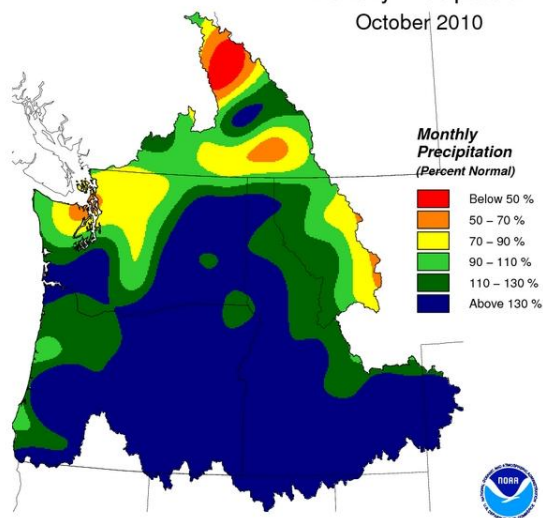 October 2010
Monthly
Precipitation
(Percent Normal)
Below 50 %
50 – 70 %
70 – 90 %
90 – 110 %
110 – 130 %
Above 130 %
NOAA